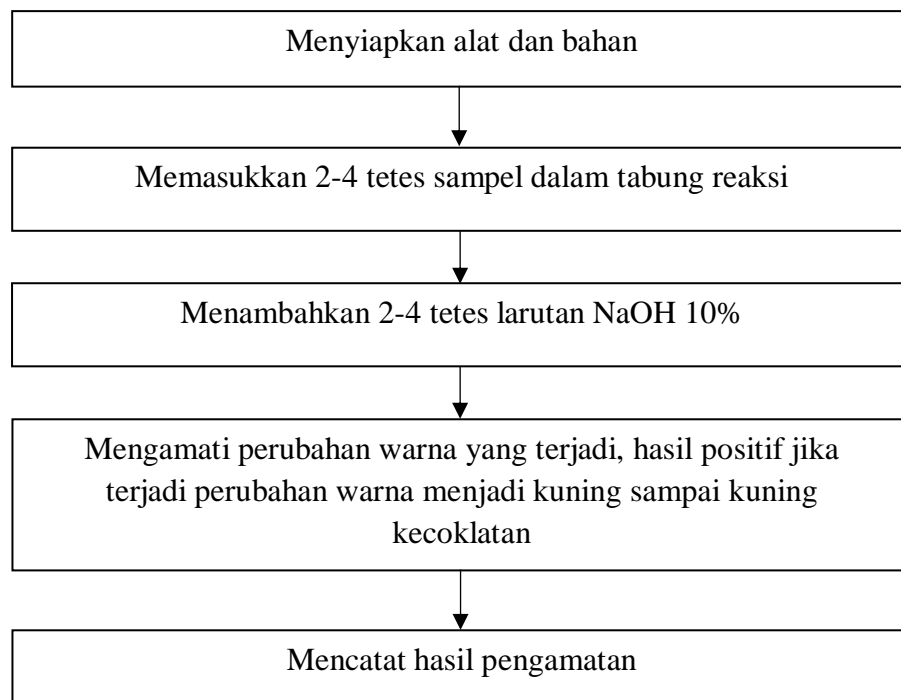 Menyiapkan alat dan bahan
Memasukkan 2-4 tetes sampel dalam tabung reaksi
Menambahkan 2-4 tetes larutan NaOH 10%
Mengamati perubahan warna yang terjadi, hasil positif jika
terjadi perubahan warna menjadi kuning sampai kuning
kecoklatan
Mencatat hasil pengamatan